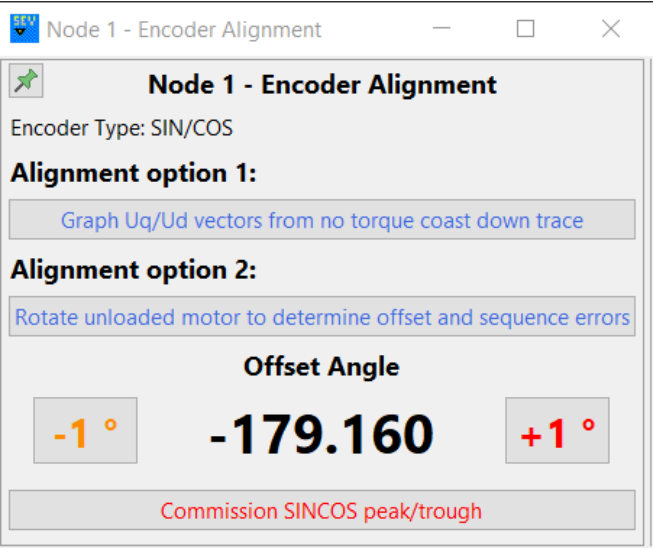 SEV
Node 1 - Encoder Alignment
Node 1 - Encoder Alignment
Encoder Type: SIN/COS
Alignment option 1:
Graph Uq/Ud vectors from no torque coast down trace
Alignment option 2:
Rotate unloaded motor to determine offset and sequence errors
Offset Angle
-1 ° -179.160 +1 °
Commission SINCOS peak/trough